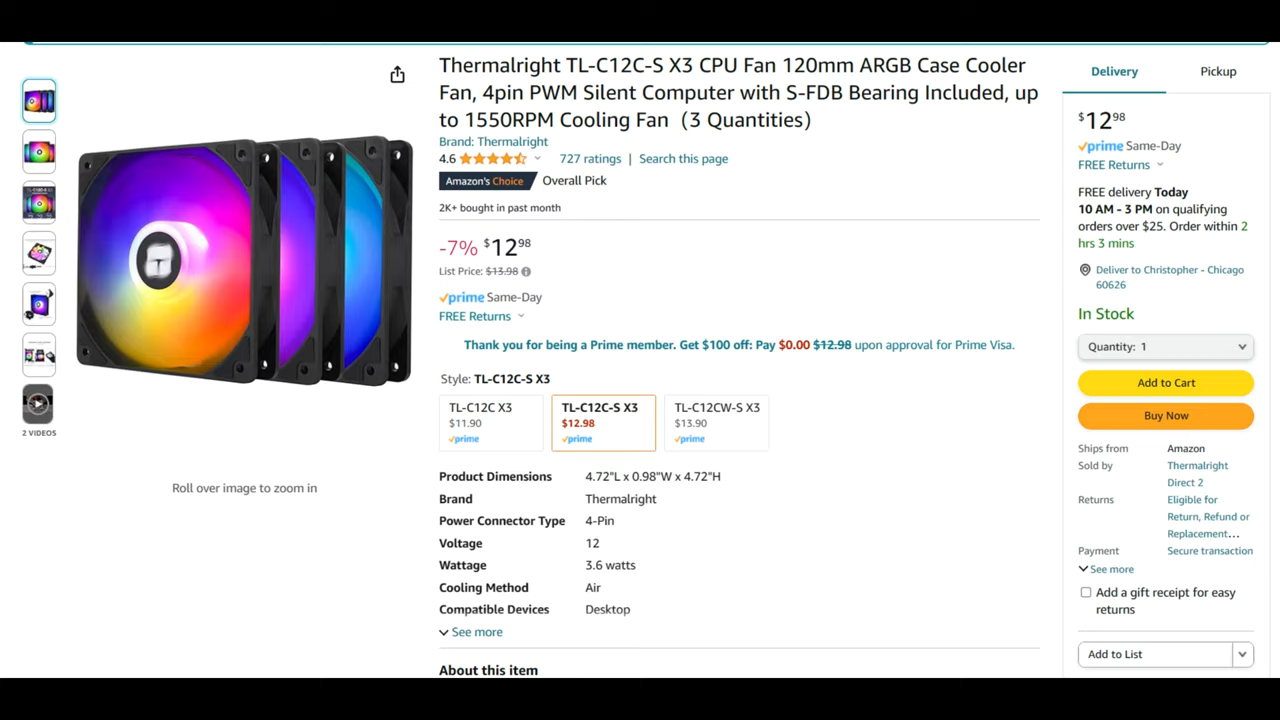 Thermalright TL-C12C-S X3 CPU Fan 120mm ARGB Case Cooler
Fan, 4pin PWM Silent Computer with S-FDB Bearing Included, up
to 1550RPM Cooling Fan（3 Quantities）
Brand: Thermalright
4.6 727 ratings | Search this page
Amazon's Choice Overall Pick
2K+ bought in past month
-7% $12 98
List Price: $13.98
prime Same-Day
FREE Returns
Thank you for being a Prime member. Get $100 off: Pay $0.00 $12.98 upon approval for Prime Visa.
Style: TL-C12C-S X3
TL-C12C X3
$11.90
prime
TL-C12C-S X3
$12.98
prime
TL-C12CW-S X3
$13.90
prime
Product Dimensions 4.72"L x 0.98"W x 4.72"H
Brand Thermalright
Power Connector Type 4-Pin
Voltage 12
Wattage 3.6 watts
Cooling Method Air
Compatible Devices Desktop
See more
About this item
2 VIDEOS
Roll over image to zoom in
Delivery Pickup
$12 98
prime Same-Day
FREE Returns
FREE delivery Today
10 AM - 3 PM on qualifying
orders over $25. Order within 2
hrs 3 mins
Deliver to Christopher - Chicago
60626
In Stock
Quantity: 1
Add to Cart
Buy Now
Ships from Amazon
Sold by Thermalright
Direct 2
Returns Eligible for
Return, Refund or
Replacement…
Payment Secure transaction
See more
Add a gift receipt for easy
returns
Add to List